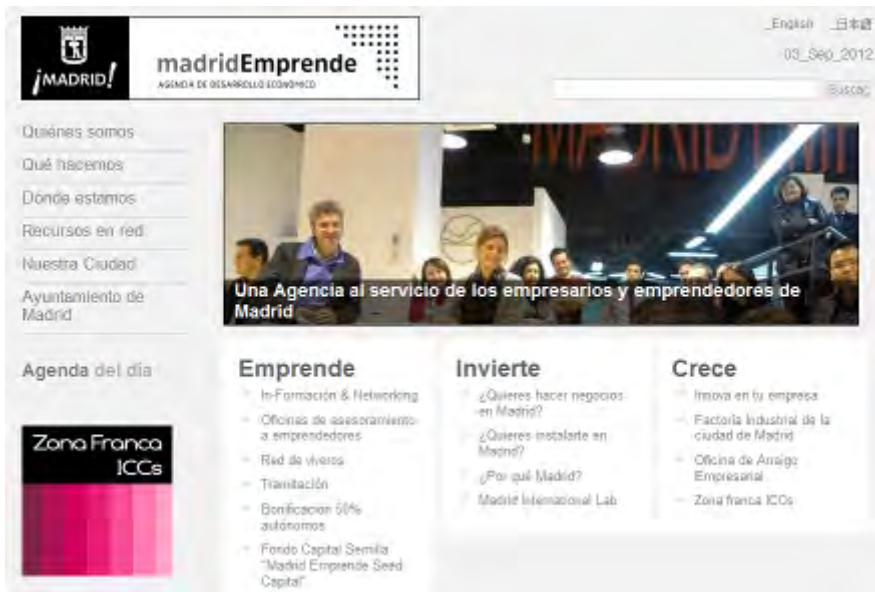 ¡MADRID!
madridEmprende
AGENCIA DE DESARROLLO ECONÓMICO
_English _日本語
03_Sep_2012
Buscar
Quiénes somos
Qué hacemos
Dónde estamos
Recursos en red
Nuestra Ciudad
Ayuntamiento de
Madrid
Agenda del día
Zona Franca
ICCs
MADRID EMP
Una Agencia al servicio de los empresarios y emprendedores de
Madrid
Emprende
In-Formación & Networking
Oficinas de asesoramiento
a emprendedores
Red de viveros
Tramitación
Bonificación 50%
autónomos
Fondo Capital Semilla
"Madrid Emprende Seed
Capital"
Invierte
¿Quieres hacer negocios
en Madrid?
¿Quieres instalarte en
Madrid?
¿Por qué Madrid?
Madrid International Lab
Crece
Innova en tu empresa
Factoría Industrial de la
ciudad de Madrid
Oficina de Arraigo
Empresarial
Zona franca ICCs